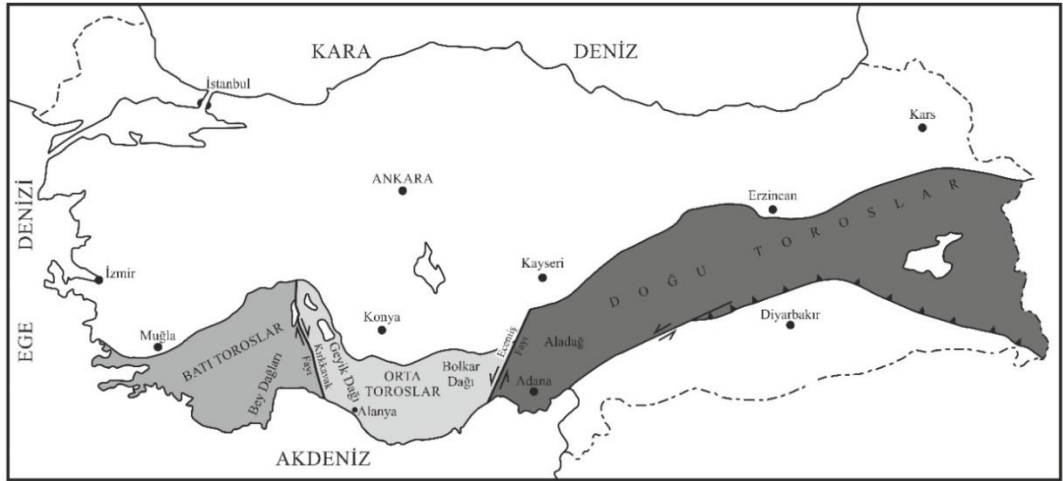 KARA DENİZ
İstanbul
Kars
ANKARA
EGE DENİZİ
Erzincan
DOĞU TOROSLAR
İzmir
Kayseri
Konya
Diyarbakır
Muğla
BATI TOROSLAR
Bey Dağları
Kırkkavak
Fayı
Geyik Dağı
ORTA
TOROSLAR
Bolkar
Dağı
Ecemiş
Fayı
Aladağ
Adana
Alanya
AKDENİZ